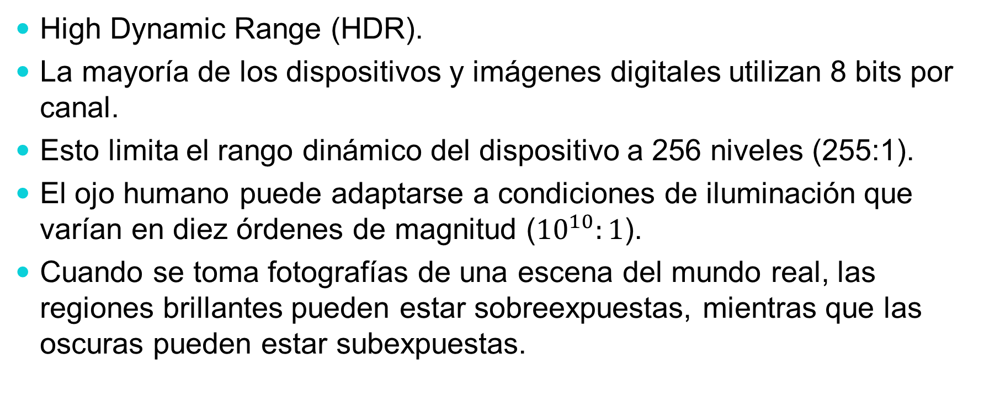 • High Dynamic Range (HDR).
• La mayoría de los dispositivos y imágenes digitales utilizan 8 bits por
canal.
• Esto limita el rango dinámico del dispositivo a 256 niveles (255:1).
• El ojo humano puede adaptarse a condiciones de iluminación que
varían en diez órdenes de magnitud (10¹⁰: 1).
• Cuando se toma fotografías de una escena del mundo real, las
regiones brillantes pueden estar sobreexpuestas, mientras que las
oscuras pueden estar subexpuestas.